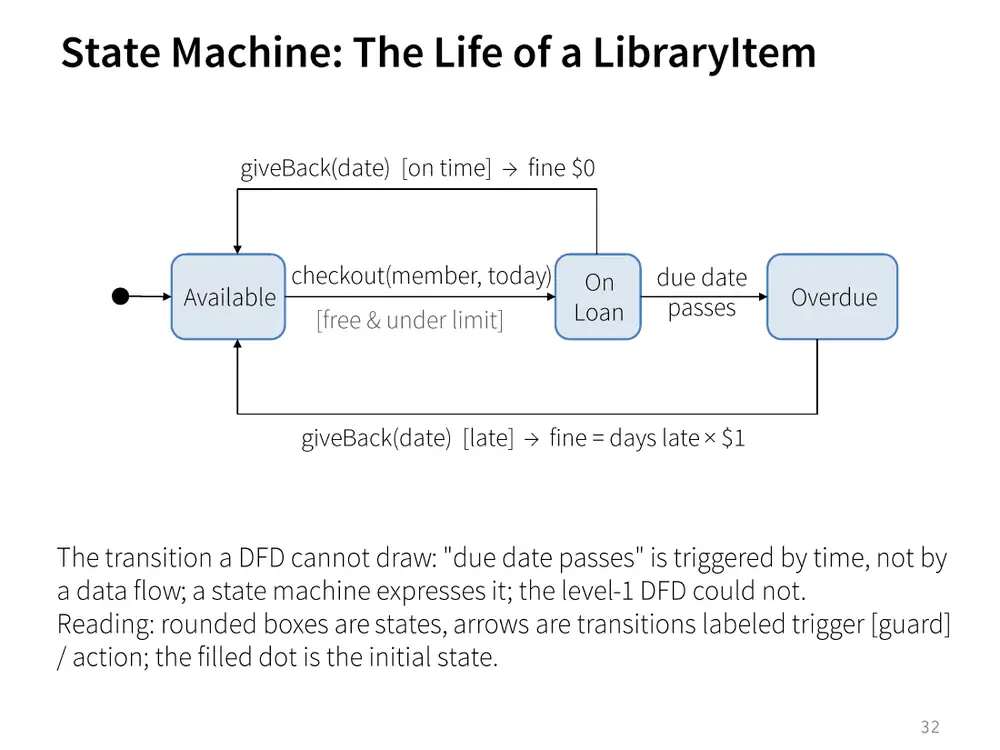 State Machine: The Life of a LibraryItem
giveBack(date) [on time] → fine $0
Available
checkout(member, today)
[free & under limit]
On
Loan
due date
passes
Overdue
giveBack(date) [late] → fine = days late × $1
The transition a DFD cannot draw: "due date passes" is triggered by time, not by
a data flow; a state machine expresses it; the level-1 DFD could not.
Reading: rounded boxes are states, arrows are transitions labeled trigger [guard]
/ action; the filled dot is the initial state.
32